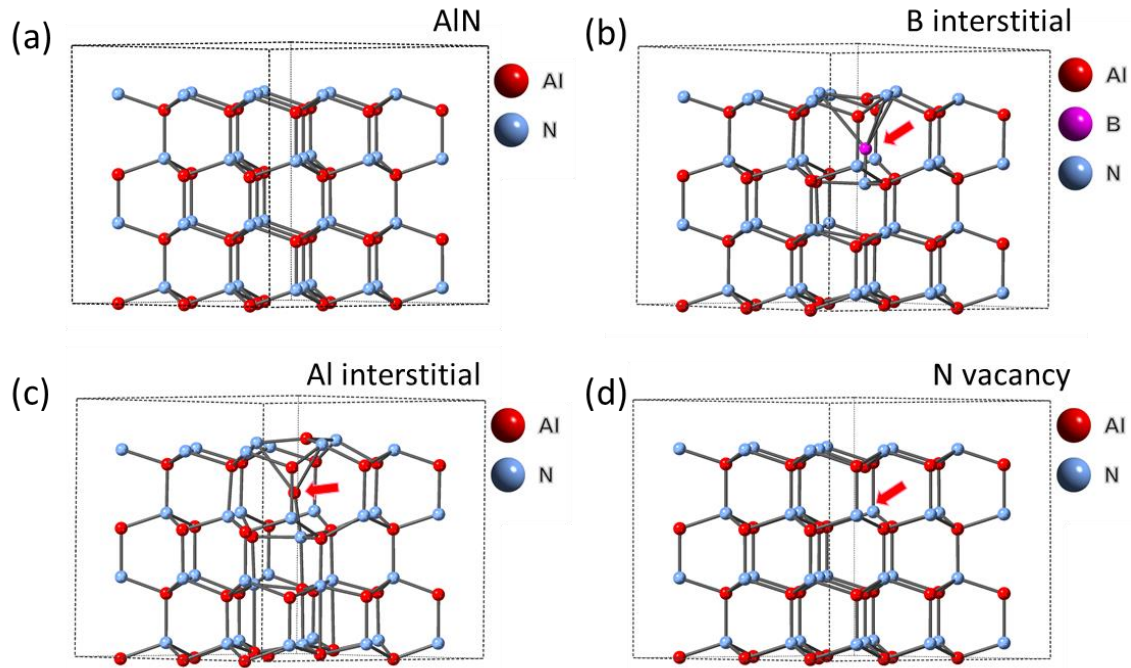 (a)
AlN
Al
N
(b)
B interstitial
Al
B
N
(c)
Al interstitial
Al
N
(d)
N vacancy
Al
N